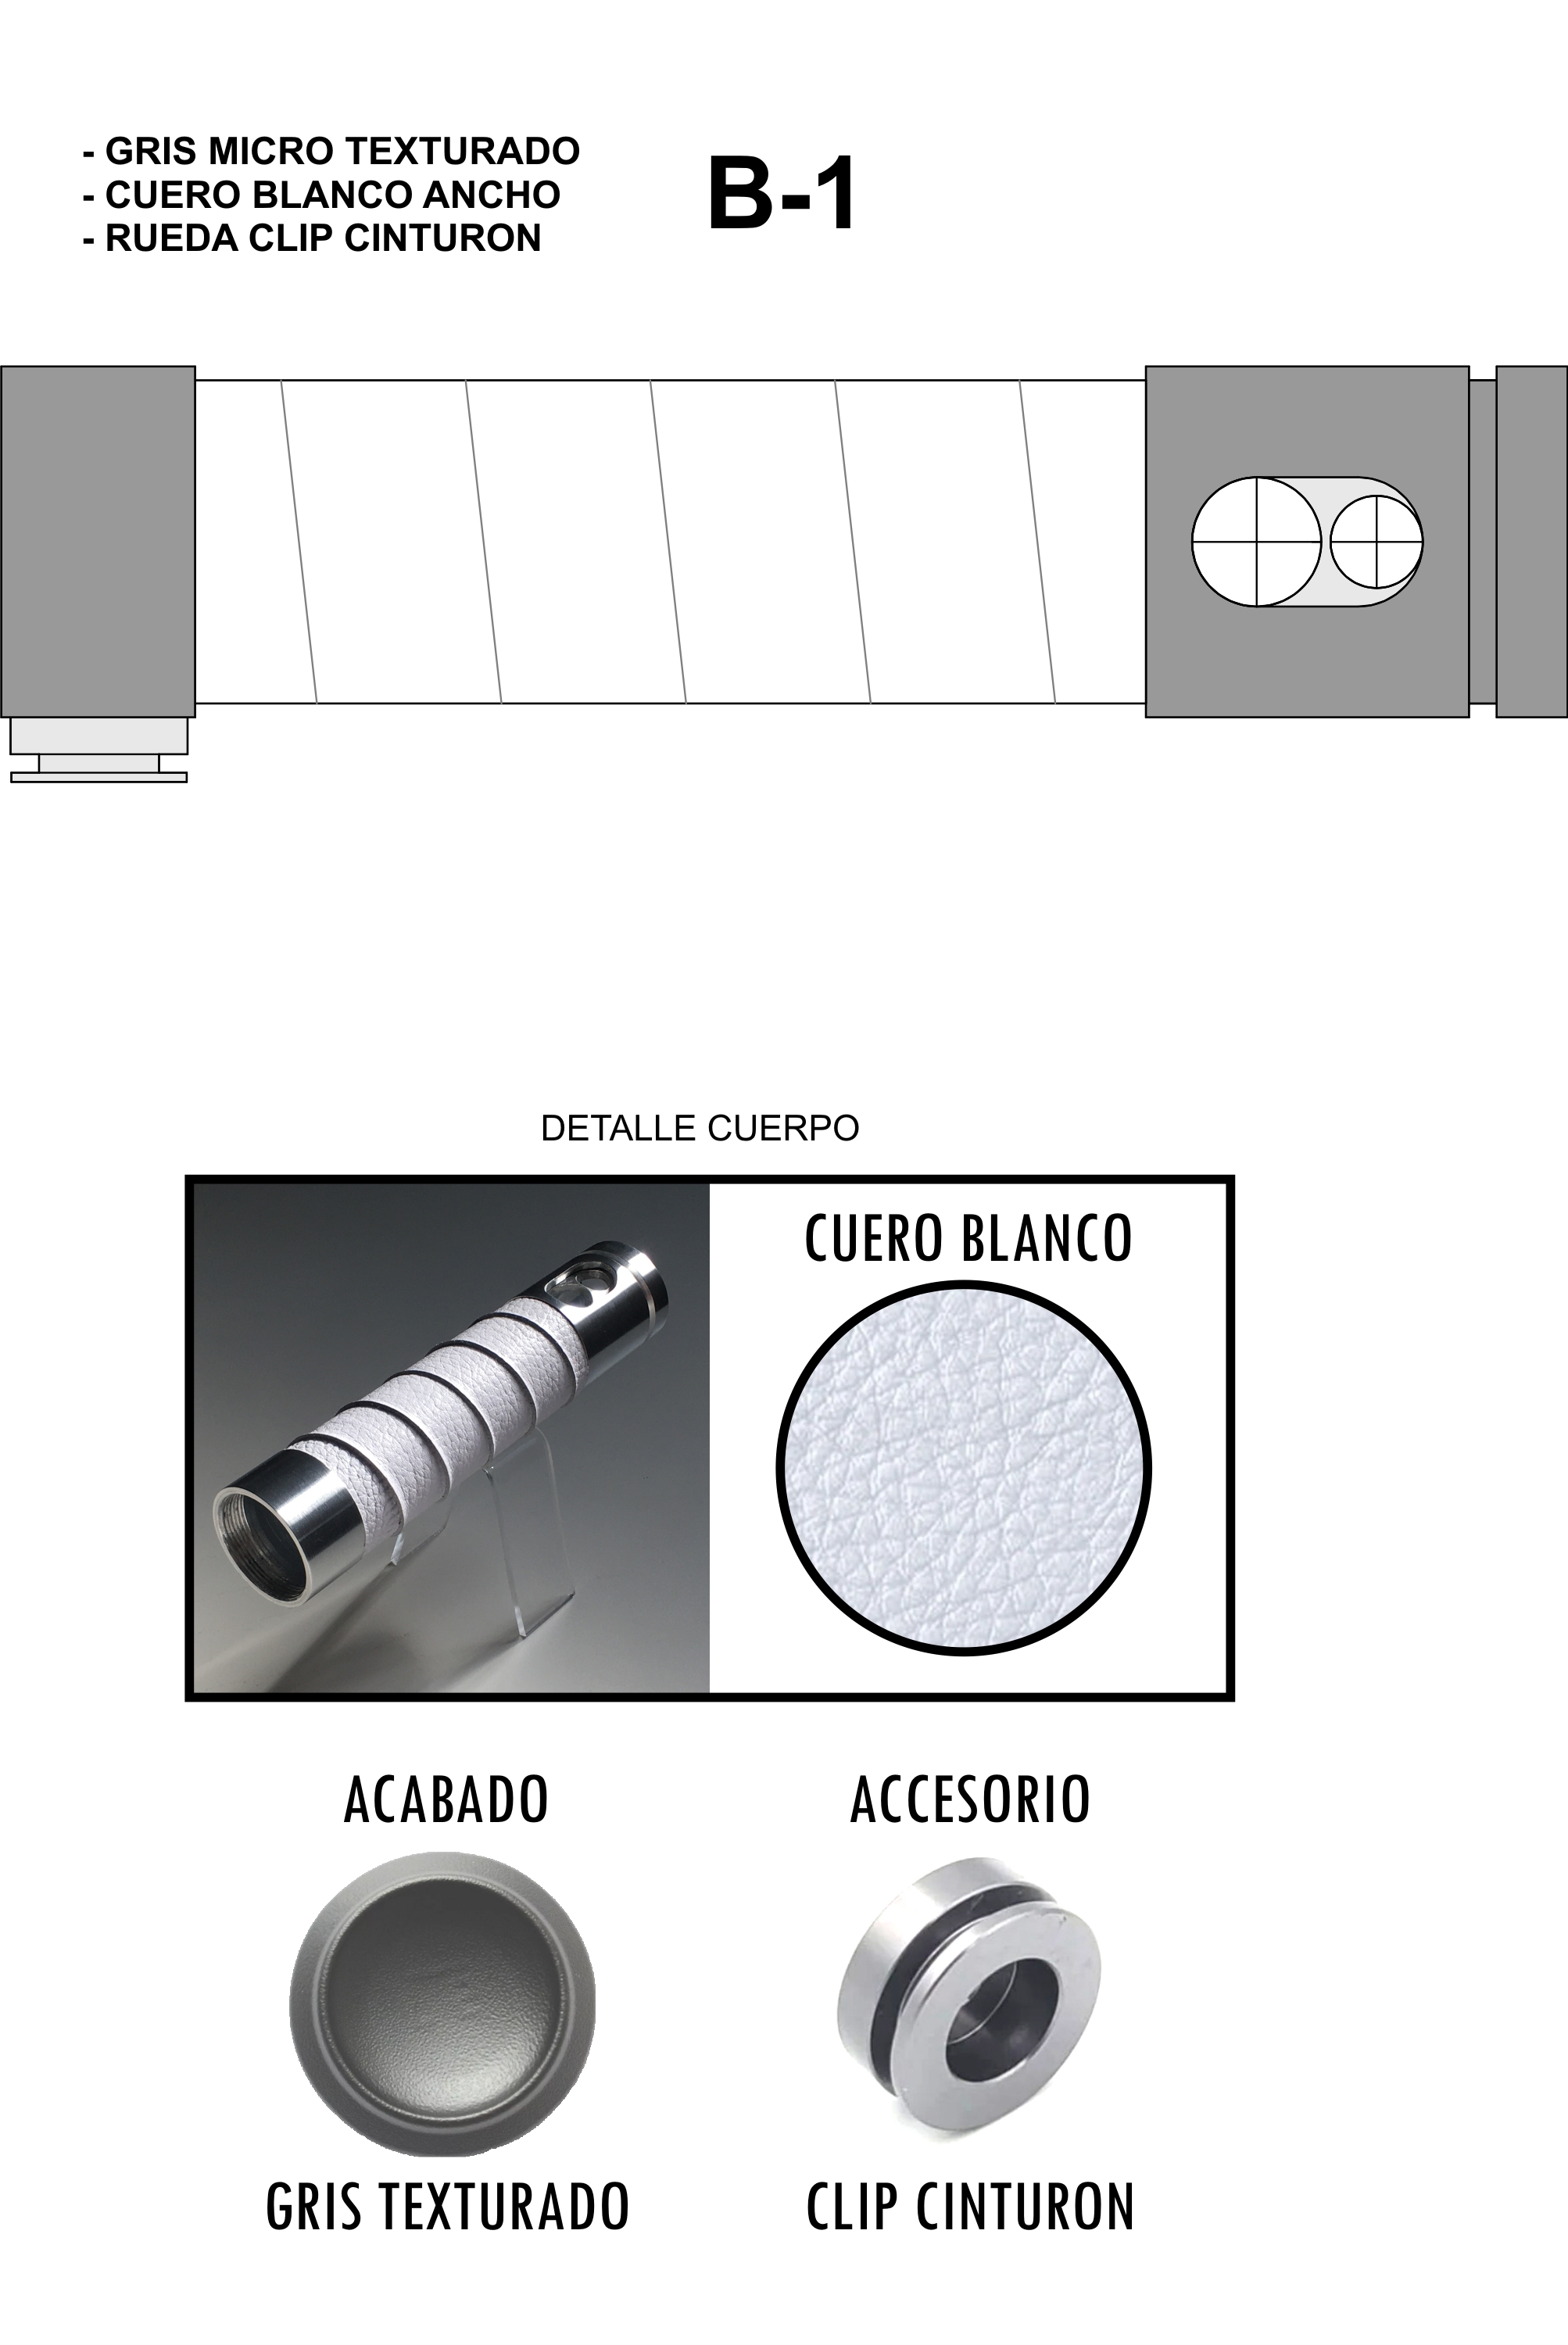 - GRIS MICRO TEXTURADO
- CUERO BLANCO ANCHO
- RUEDA CLIP CINTURON
B-1
DETALLE CUERPO
CUERO BLANCO
ACABADO
ACCESORIO
GRIS TEXTURADO
CLIP CINTURON